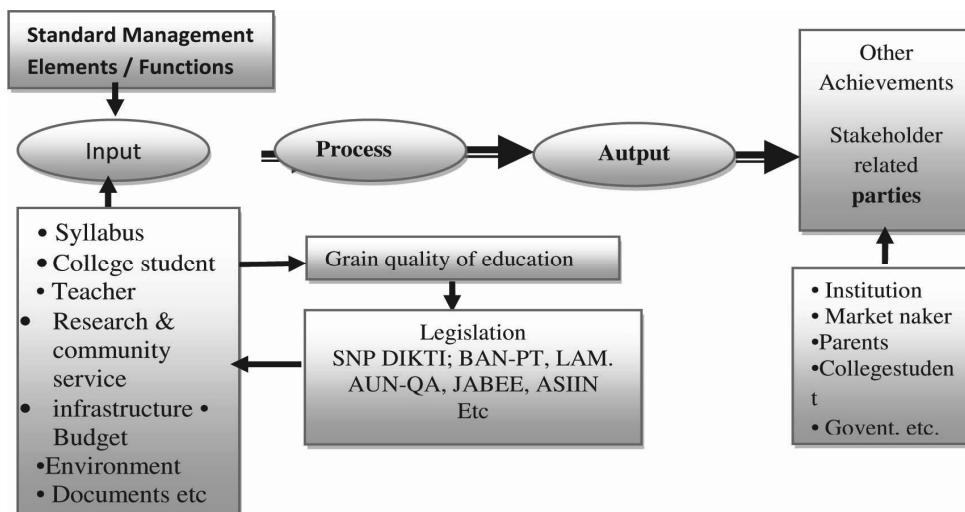 Standard Management
Elements / Functions
Input
Process
Autput
Other
Achievements
Stakeholder
related
parties
• Syllabus
• College student
• Teacher
• Research &
community
service
• infrastructure •
Budget
•Environment
• Documents etc
Grain quality of education
Legislation
SNP DIKTI; BAN-PT, LAM.
AUN-QA, JABEE, ASIIN
Etc
• Institution
• Market naker
•Parents
•Collegestuden
t
• Govent. etc.